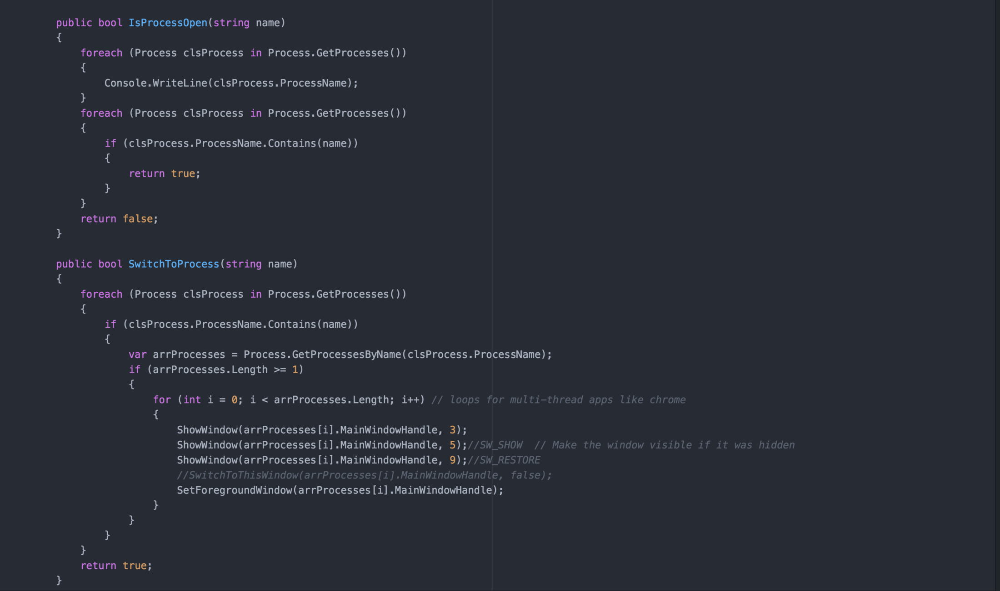 public bool IsProcessOpen(string name)
{
    foreach (Process clsProcess in Process.GetProcesses())
    {
        Console.WriteLine(clsProcess.ProcessName);
    }
    foreach (Process clsProcess in Process.GetProcesses())
    {
        if (clsProcess.ProcessName.Contains(name))
        {
            return true;
        }
    }
    return false;
}

public bool SwitchToProcess(string name)
{
    foreach (Process clsProcess in Process.GetProcesses())
    {
        if (clsProcess.ProcessName.Contains(name))
        {
            var arrProcesses = Process.GetProcessesByName(clsProcess.ProcessName);
            if (arrProcesses.Length >= 1)
            {
                for (int i = 0; i < arrProcesses.Length; i++) // loops for multi-thread apps like chrome
                {
                    ShowWindow(arrProcesses[i].MainWindowHandle, 3);
                    ShowWindow(arrProcesses[i].MainWindowHandle, 5);//SW_SHOW  // Make the window visible if it was hidden
                    ShowWindow(arrProcesses[i].MainWindowHandle, 9);//SW_RESTORE
                    //SwitchToThisWindow(arrProcesses[i].MainWindowHandle, false);
                    SetForegroundWindow(arrProcesses[i].MainWindowHandle);
                }
            }
        }
    }
    return true;
}